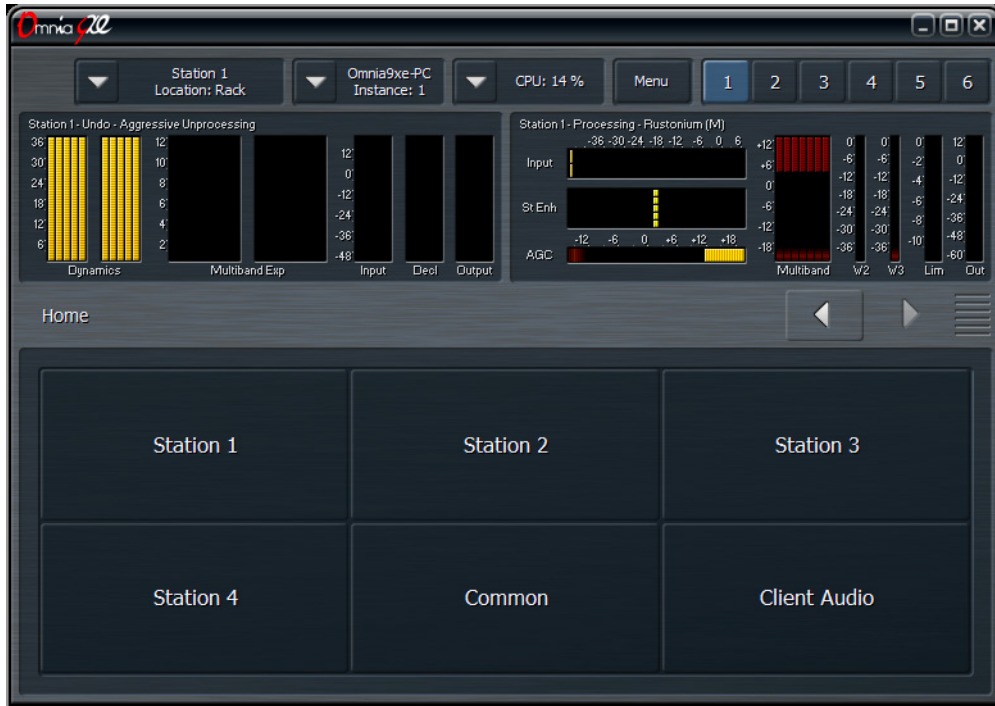 Omnia 9XE
Station 1
Location: Rack
Omnia9xe-PC
Instance: 1
CPU: 14 %
Menu
1 2 3 4 5 6
Station 1 - Undo - Aggressive Unprocessing
36
30
24
18
12
6
Dynamics
12
10
8
6
4
2
Multiband Exp
12
0
-12
-24
-36
-48
Input Decl Output
Station 1 - Processing - Rustonium (M)
-36 -30 -24 -18 -12 -6 0 6
Input
St Enh
-12 -6 0 +6 +12 +18
AGC
+12
+6
0
-6
-12
-18
Multiband
0
-6
-12
-18
-24
-30
-36
W2
0
-6
-12
-18
-24
-30
-36
W3
0
-2
-4
-6
-8
-10
Lim
12
0
-12
-24
-36
-48
-60
Out
Home
Station 1
Station 2
Station 3
Station 4
Common
Client Audio